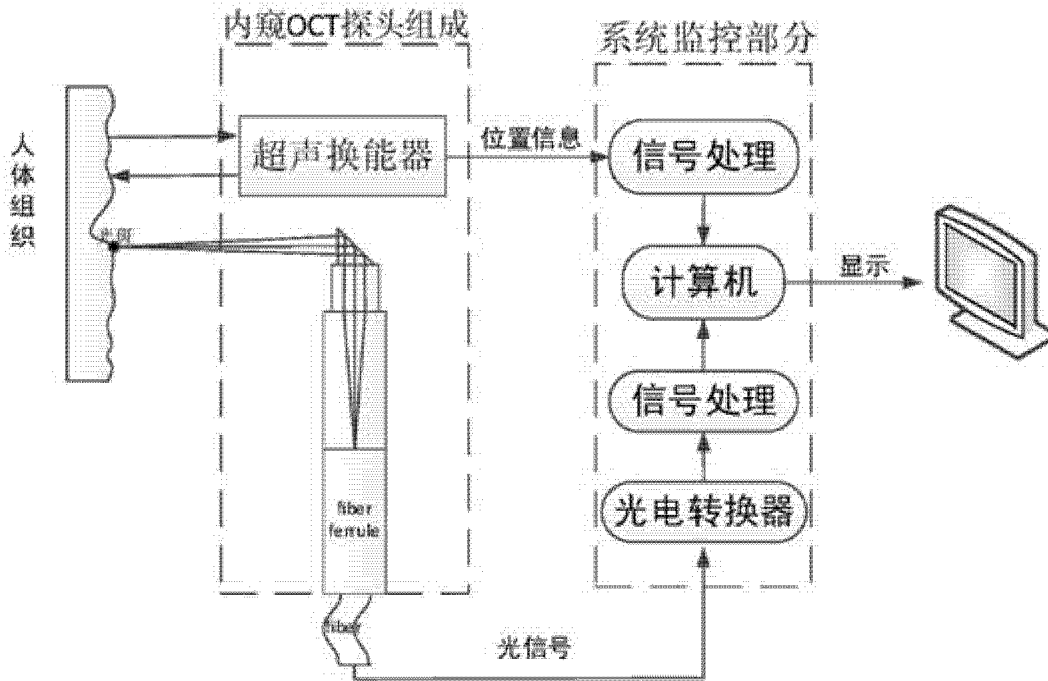 内窥OCT探头组成
系统监控部分
人体组织
超声换能器
位置信息
信号处理
光斑
计算机
显示
信号处理
光电转换器
fiber
ferrule
fiber
光信号